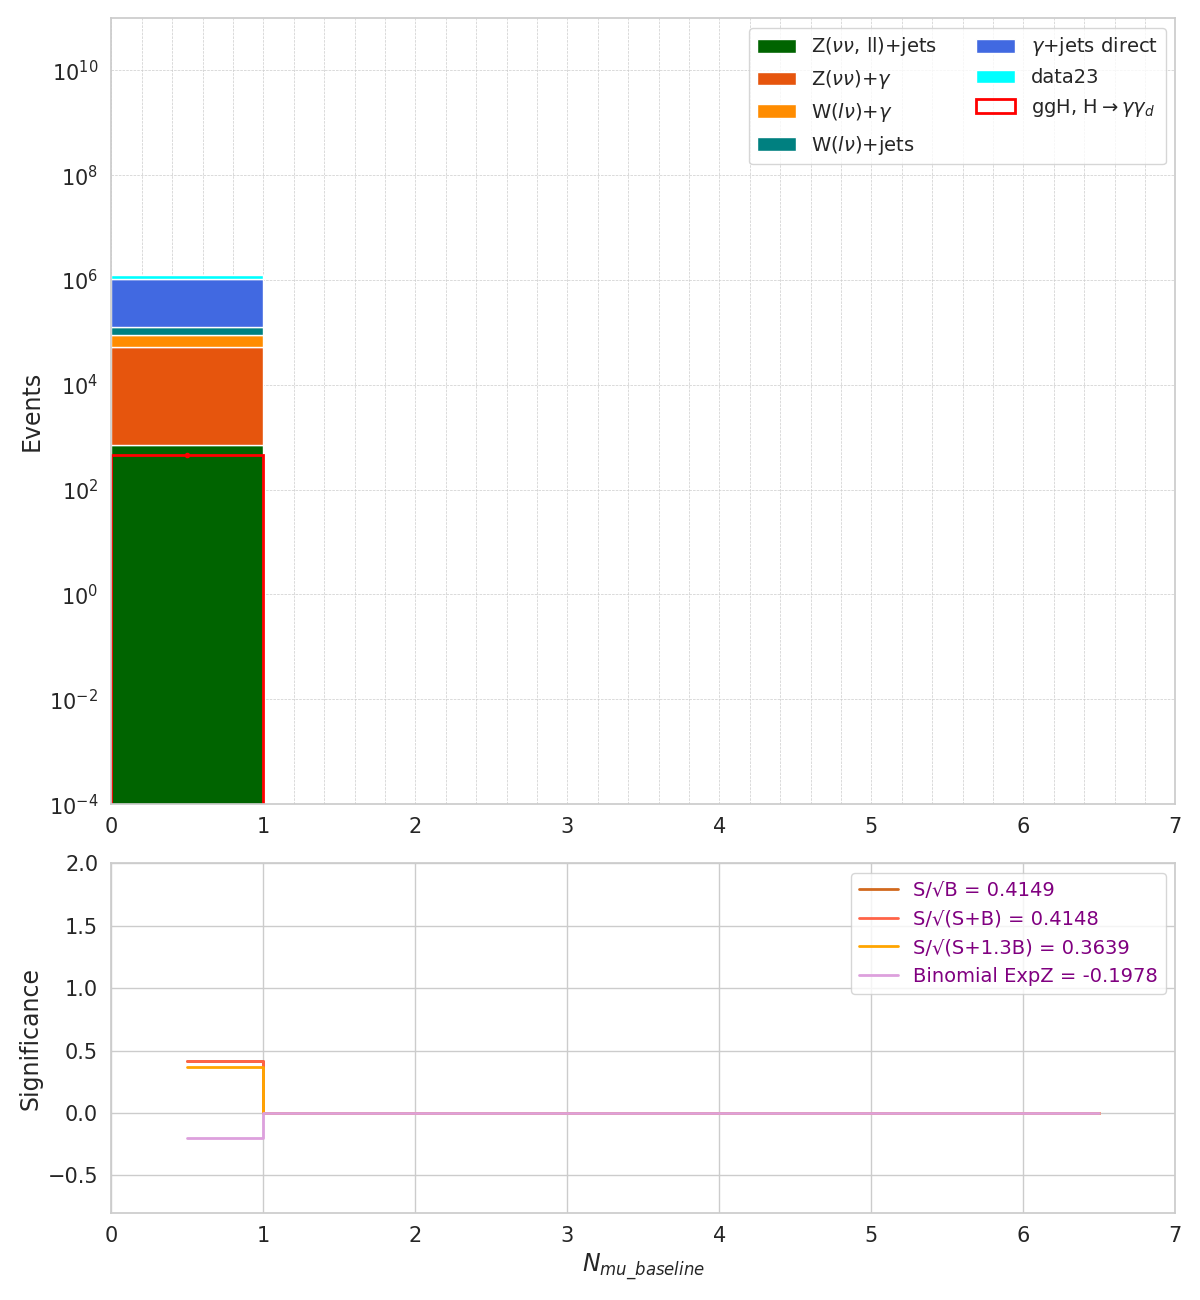 Z(νν, ll)+jets
Z(νν)+γ
W(lν)+γ
W(lν)+jets
γ+jets direct
data23
ggH, H→γγ_d
Events
10^10
10^8
10^6
10^4
10^2
10^0
10^−2
10^−4
0 1 2 3 4 5 6 7
S/√B = 0.4149
S/√(S+B) = 0.4148
S/√(S+1.3B) = 0.3639
Binomial ExpZ = -0.1978
Significance
2.0
1.5
1.0
0.5
0.0
−0.5
0 1 2 3 4 5 6 7
N_mu_baseline